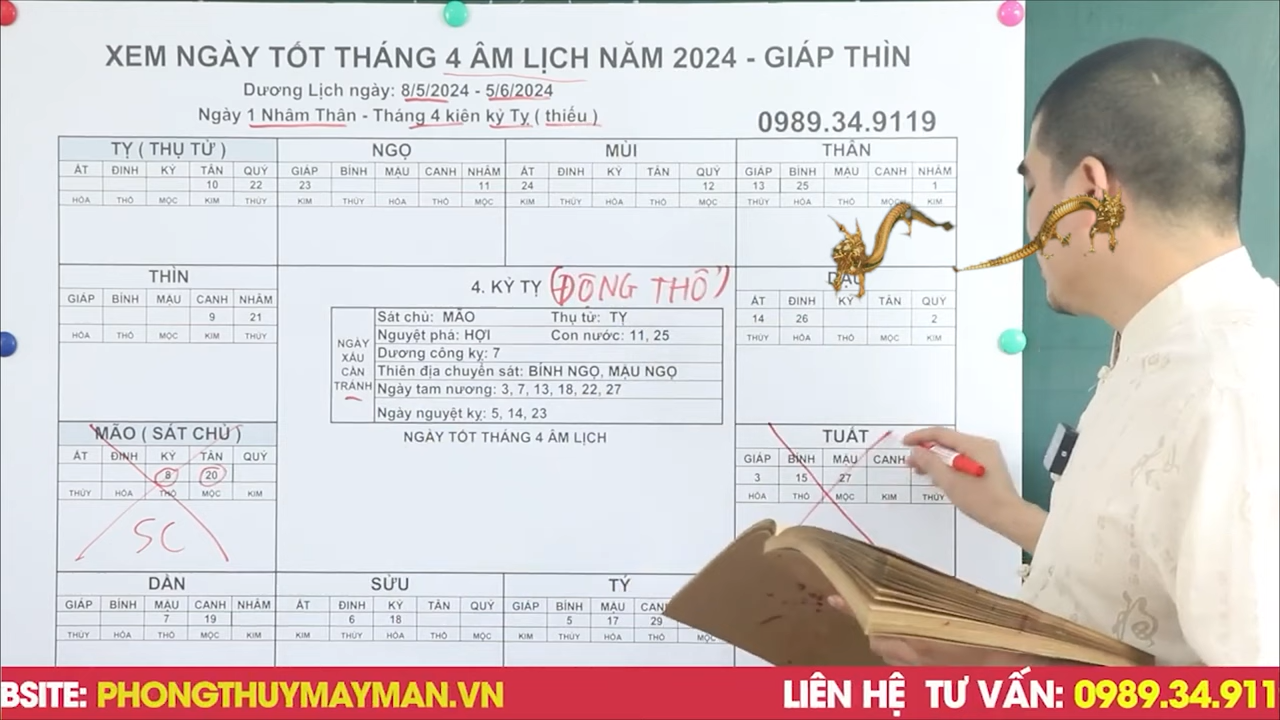 XEM NGÀY TỐT THÁNG 4 ÂM LỊCH NĂM 2024 - GIÁP THÌN
Dương Lịch ngày: 8/5/2024 - 5/6/2024
Ngày 1 Nhâm Thân - Tháng 4 kiện kỷ Tỵ ( thiếu )
0989.34.9119
TỴ ( THỤ TỬ ) NGỌ MÙI THÂN
ẤT ĐINH KỶ TÂN QUÝ GIÁP BÍNH MẬU CANH NHÂM ẤT ĐINH KỶ TÂN QUÝ GIÁP BÍNH MẬU CANH NHÂM
10 22 23 11 24 12 13 25 1
HỎA THỔ MỘC KIM THỦY KIM THỦY HỎA THỔ MỘC KIM THỦY HỎA THỔ MỘC THỦY HỎA THỔ MỘC KIM
THÌN
4. KỶ TỴ (ĐỘNG THỔ)
DẬU
GIÁP BÍNH MẬU CANH NHÂM
9 21
HỎA THỔ MỘC KIM THỦY
NGÀY XẤU CẦN TRÁNH
Sát chủ: MÃO Thụ tử: TỴ
Nguyệt phá: HỢI Con nước: 11, 25
Dương công kỵ: 7
Thiên địa chuyển sát: BÍNH NGỌ, MẬU NGỌ
Ngày tam nương: 3, 7, 13, 18, 22, 27
Ngày nguyệt kỵ: 5, 14, 23
ẤT ĐINH KỶ TÂN QUÝ
14 26 2
THỦY HỎA THỔ MỘC KIM
NGÀY TỐT THÁNG 4 ÂM LỊCH
MÃO ( SÁT CHỦ )
ẤT ĐINH KỶ TÂN QUÝ
8 20
THỦY HỎA THỔ MỘC KIM
SC
TUẤT
GIÁP BÍNH MẬU CANH
3 15 27
HỎA THỔ MỘC KIM THỦY
DẦN SỬU TÝ
GIÁP BÍNH MẬU CANH NHÂM ẤT ĐINH KỶ TÂN QUÝ GIÁP BÍNH MẬU
7 19 6 18 5 17 29
THỦY HỎA THỔ MỘC KIM KIM THỦY HỎA THỔ MỘC KIM THỦY HỎA THỔ MỘC
BSITE: PHONGTHUYMAYMAN.VN LIÊN HỆ TƯ VẤN: 0989.34.911